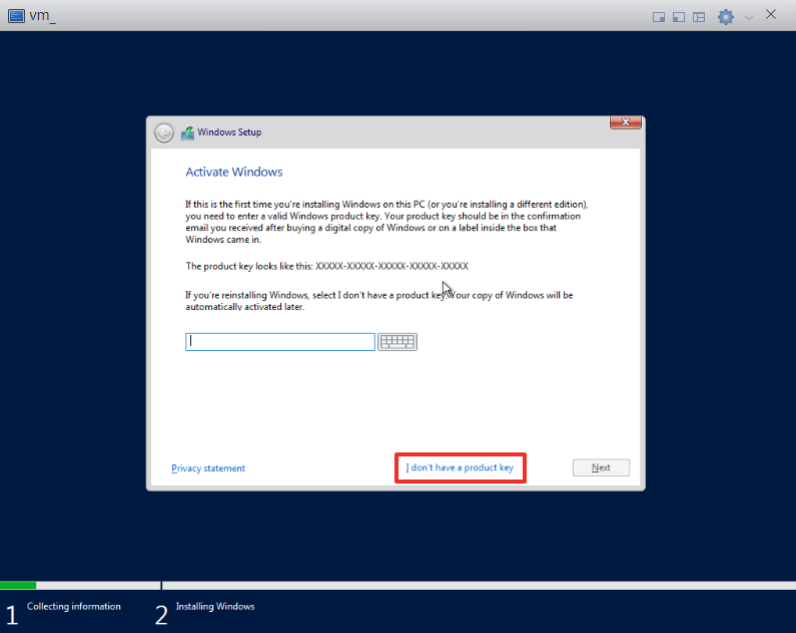 vm_
Windows Setup
Activate Windows
If this is the first time you're installing Windows on this PC (or you're installing a different edition),
you need to enter a valid Windows product key. Your product key should be in the confirmation
email you received after buying a digital copy of Windows or on a label inside the box that
Windows came in.
The product key looks like this: XXXXX-XXXXX-XXXXX-XXXXX-XXXXX
If you're reinstalling Windows, select I don't have a product key. Your copy of Windows will be
automatically activated later.
Privacy statement
I don't have a product key
Next
1 Collecting information
2 Installing Windows